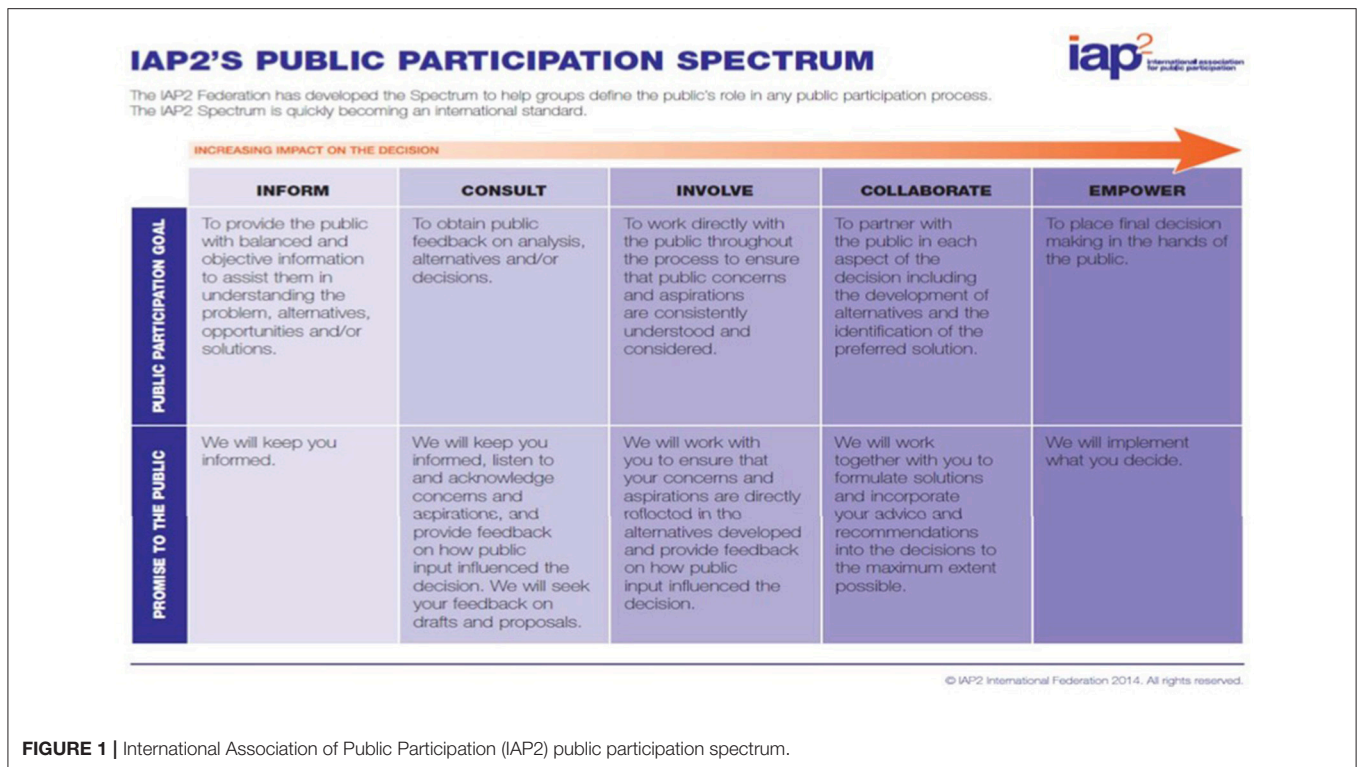 IAP2'S PUBLIC PARTICIPATION SPECTRUM
iap2 international association
for public participation
The IAP2 Federation has developed the Spectrum to help groups define the public's role in any public participation process.
The IAP2 Spectrum is quickly becoming an international standard.
INCREASING IMPACT ON THE DECISION
INFORM
CONSULT
INVOLVE
COLLABORATE
EMPOWER
PUBLIC PARTICIPATION GOAL
To provide the public
with balanced and
objective information
to assist them in
understanding the
problem, alternatives,
opportunities and/or
solutions.
To obtain public
feedback on analysis,
alternatives and/or
decisions.
To work directly with
the public throughout
the process to ensure
that public concerns
and aspirations
are consistently
understood and
considered.
To partner with
the public in each
aspect of the
decision including
the development of
alternatives and the
identification of the
preferred solution.
To place final decision
making in the hands of
the public.
PROMISE TO THE PUBLIC
We will keep you
informed.
We will keep you
informed, listen to
and acknowledge
concerns and
aspirations, and
provide feedback
on how public
input influenced the
decision. We will seek
your feedback on
drafts and proposals.
We will work with
you to ensure that
your concerns and
aspirations are directly
reflected in the
alternatives developed
and provide feedback
on how public
input influenced the
decision.
We will work
together with you to
formulate solutions
and incorporate
your advice and
recommendations
into the decisions to
the maximum extent
possible.
We will implement
what you decide.
© IAP2 International Federation 2014. All rights reserved.
FIGURE 1 | International Association of Public Participation (IAP2) public participation spectrum.